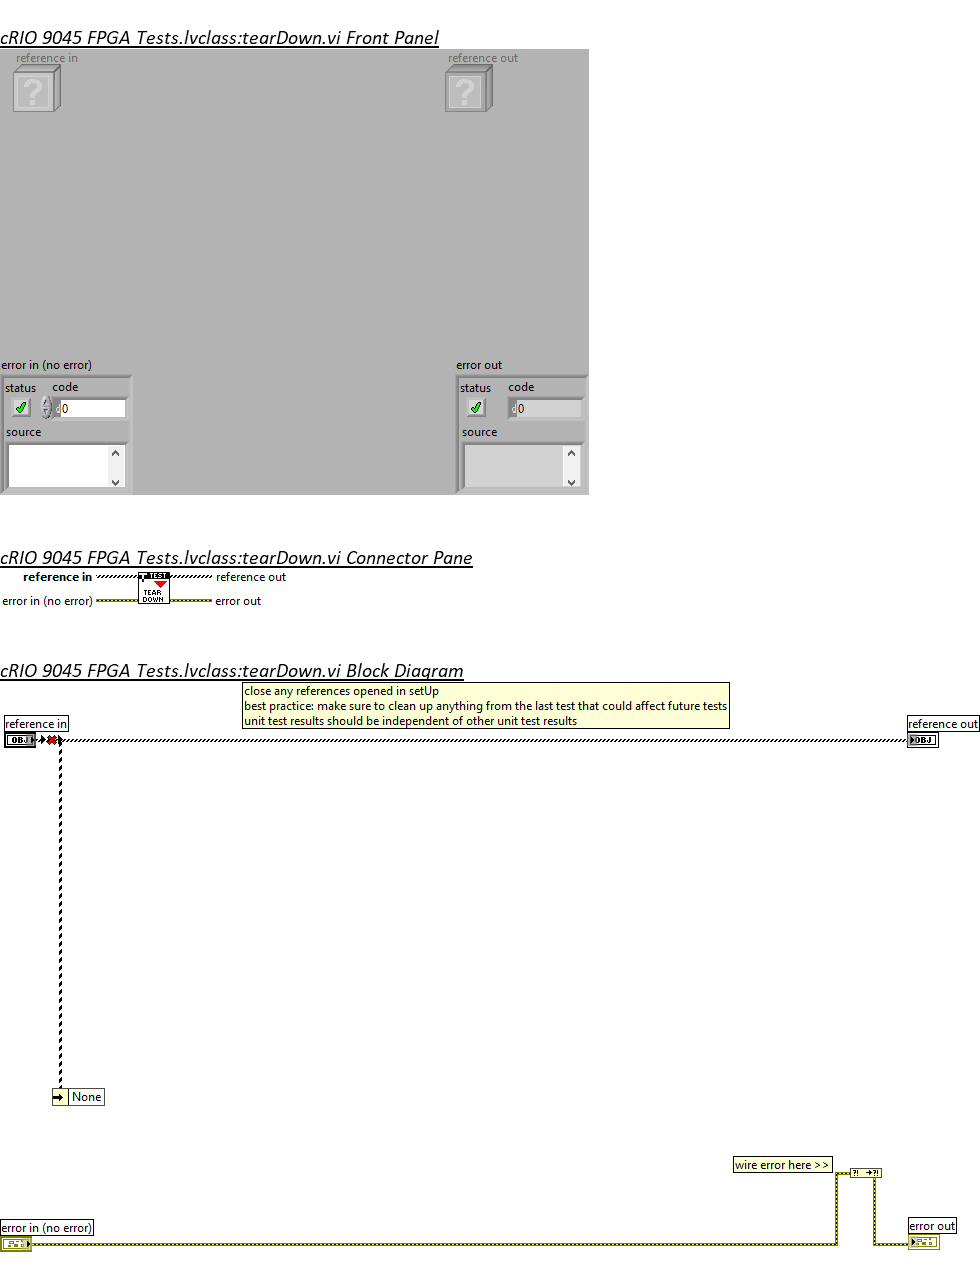 cRIO 9045 FPGA Tests.lvclass:tearDown.vi Front Panel
reference in
reference out
?
?
error in (no error)
error out
status code
status code
d0
d0
source
source
cRIO 9045 FPGA Tests.lvclass:tearDown.vi Connector Pane
reference in
TEST
reference out
TEAR
DOWN
error in (no error)
error out
cRIO 9045 FPGA Tests.lvclass:tearDown.vi Block Diagram
close any references opened in setUp
best practice: make sure to clean up anything from the last test that could affect future tests
unit test results should be independent of other unit test results
reference in
reference out
OBJ
OBJ
None
wire error here >>
?! ?!
error in (no error)
error out